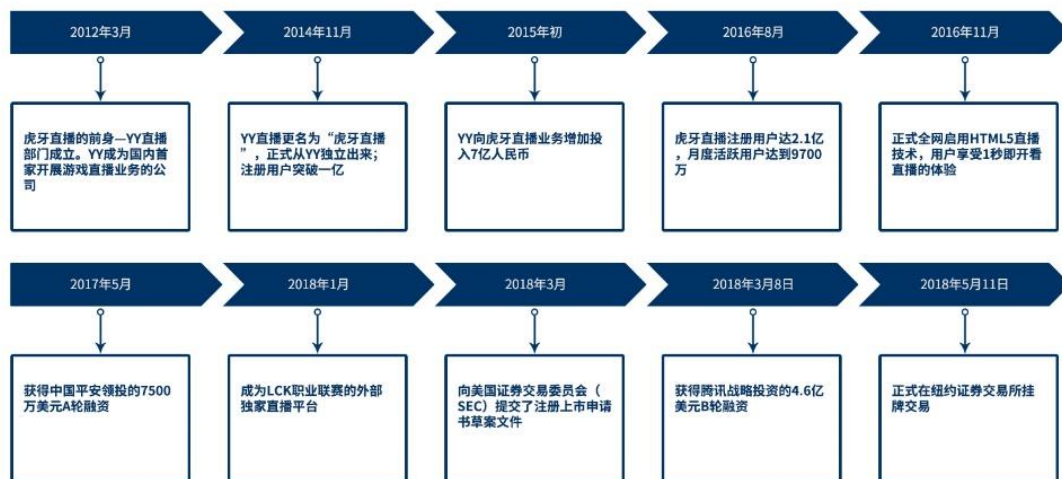 2012年3月
2014年11月
2015年初
2016年8月
2016年11月
虎牙直播的前身—YY直播
部门成立。YY成为国内首
家开展游戏直播业务的公
司
YY直播更名为“虎牙直播
”，正式从YY独立出来；
注册用户突破一亿
YY向虎牙直播业务增加投
入7亿人民币
虎牙直播注册用户达2.1亿
，月度活跃用户达到9700
万
正式全网启用HTML5直播
技术，用户享受1秒即开看
直播的体验
2017年5月
2018年1月
2018年3月
2018年3月8日
2018年5月11日
获得中国平安领投的7500
万美元A轮融资
成为LCK职业联赛的外部
独家直播平台
向美国证券交易委员会（
SEC）提交了注册上市申请
书草案文件
获得腾讯战略投资的4.6亿
美元B轮融资
正式在纽约证券交易所挂
牌交易